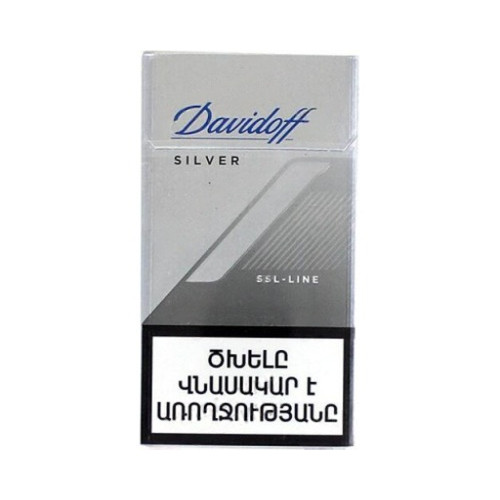 Davidoff
SILVER
SSL-LINE
ԾԽԵԼԸ
ՎՆԱՍԱԿԱՐ Է
ԱՌՈՂՋՈՒԹՅԱՆԸ